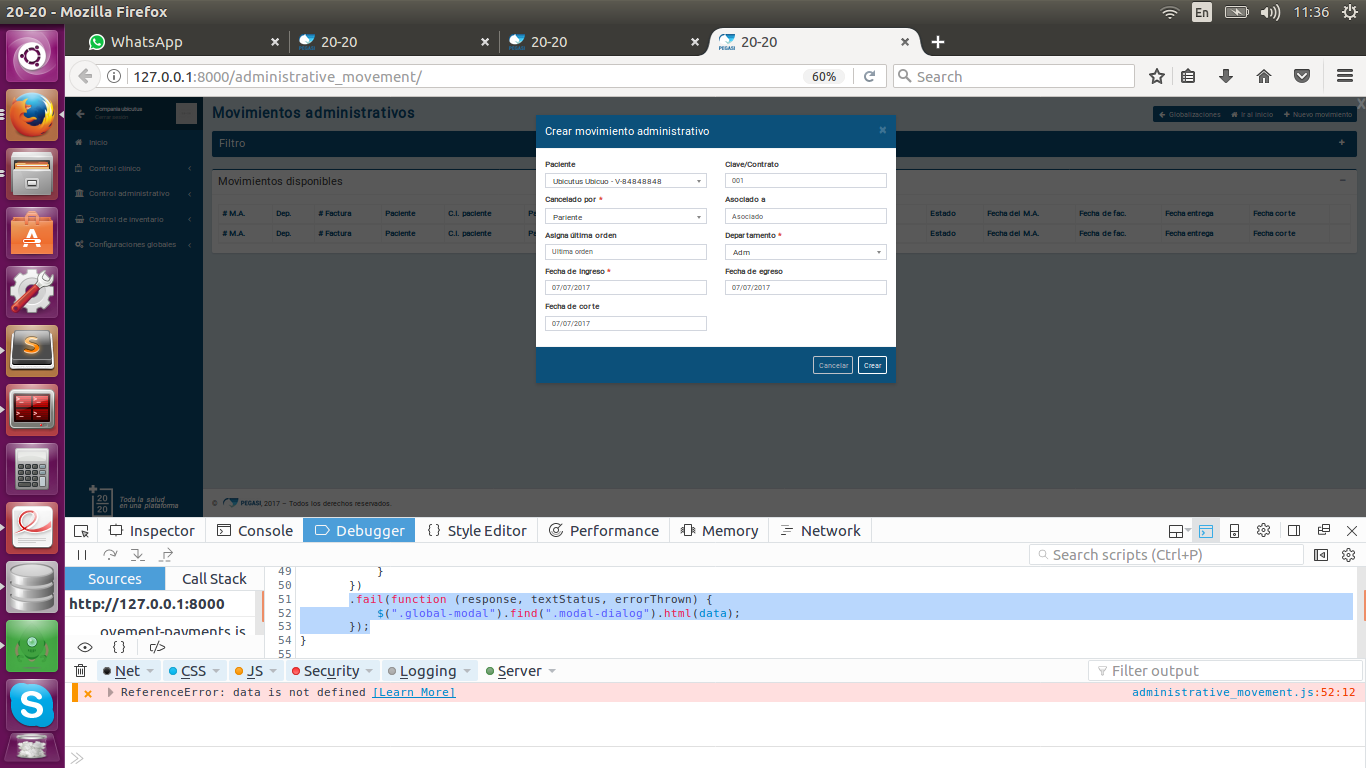 20-20 - Mozilla Firefox
En
11:36
WhatsApp
20-20
20-20
20-20
127.0.0.1:8000/administrative_movement/
60%
Search
Compania ubicutus
Cerrar sesión
Inicio
Control clínico
Control administrativo
Control de inventario
Configuraciones globales
20
20
Toda la salud
en una plataforma
Movimientos administrativos
Globalizaciones
Ir al Inicio
Nuevo movimiento
Filtro
Movimientos disponibles
# M.A. Dep. # Factura Paciente C.I. paciente Estado Fecha del M.A. Fecha de fac. Fecha entrega Fecha corte
# M.A. Dep. # Factura Paciente C.I. paciente Estado Fecha del M.A. Fecha de fac. Fecha entrega Fecha corte
Crear movimiento administrativo
Paciente
Clave/Contrato
Ubicutus Ubicuo - V-84848848
001
Cancelado por *
Asociado a
Pariente
Asociado
Asigna última orden
Departamento *
Ultima orden
Adm
Fecha de Ingreso *
Fecha de egreso
07/07/2017
07/07/2017
Fecha de corte
07/07/2017
Cancelar
Crear
© PEGASI, 2017 – Todos los derechos reservados.
Inspector
Console
Debugger
Style Editor
Performance
Memory
Network
Search scripts (Ctrl+P)
Sources
Call Stack
http://127.0.0.1:8000
ovement-payments.js
49 }
50 })
51 .fail(function (response, textStatus, errorThrown) {
52 $(".global-modal").find(".modal-dialog").html(data);
53 });
54 }
55
Net
CSS
JS
Security
Logging
Server
Filter output
ReferenceError: data is not defined [Learn More]
administrative_movement.js:52:12